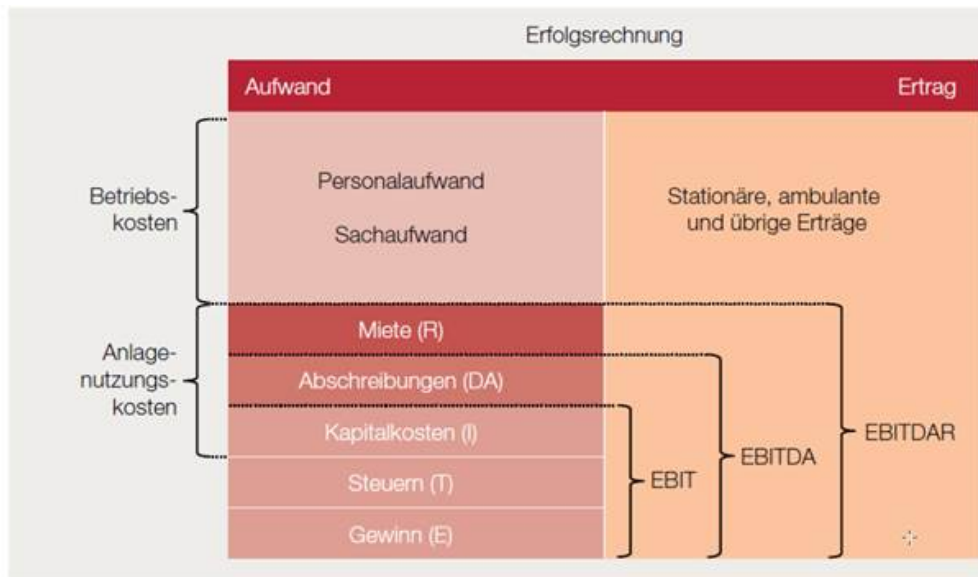 Erfolgsrechnung
Aufwand
Ertrag
Betriebs-
kosten
Personalaufwand
Sachaufwand
Stationäre, ambulante
und übrige Erträge
Anlage-
nutzungs-
kosten
Miete (R)
Abschreibungen (DA)
Kapitalkosten (I)
Steuern (T)
Gewinn (E)
EBIT
EBITDA
EBITDAR